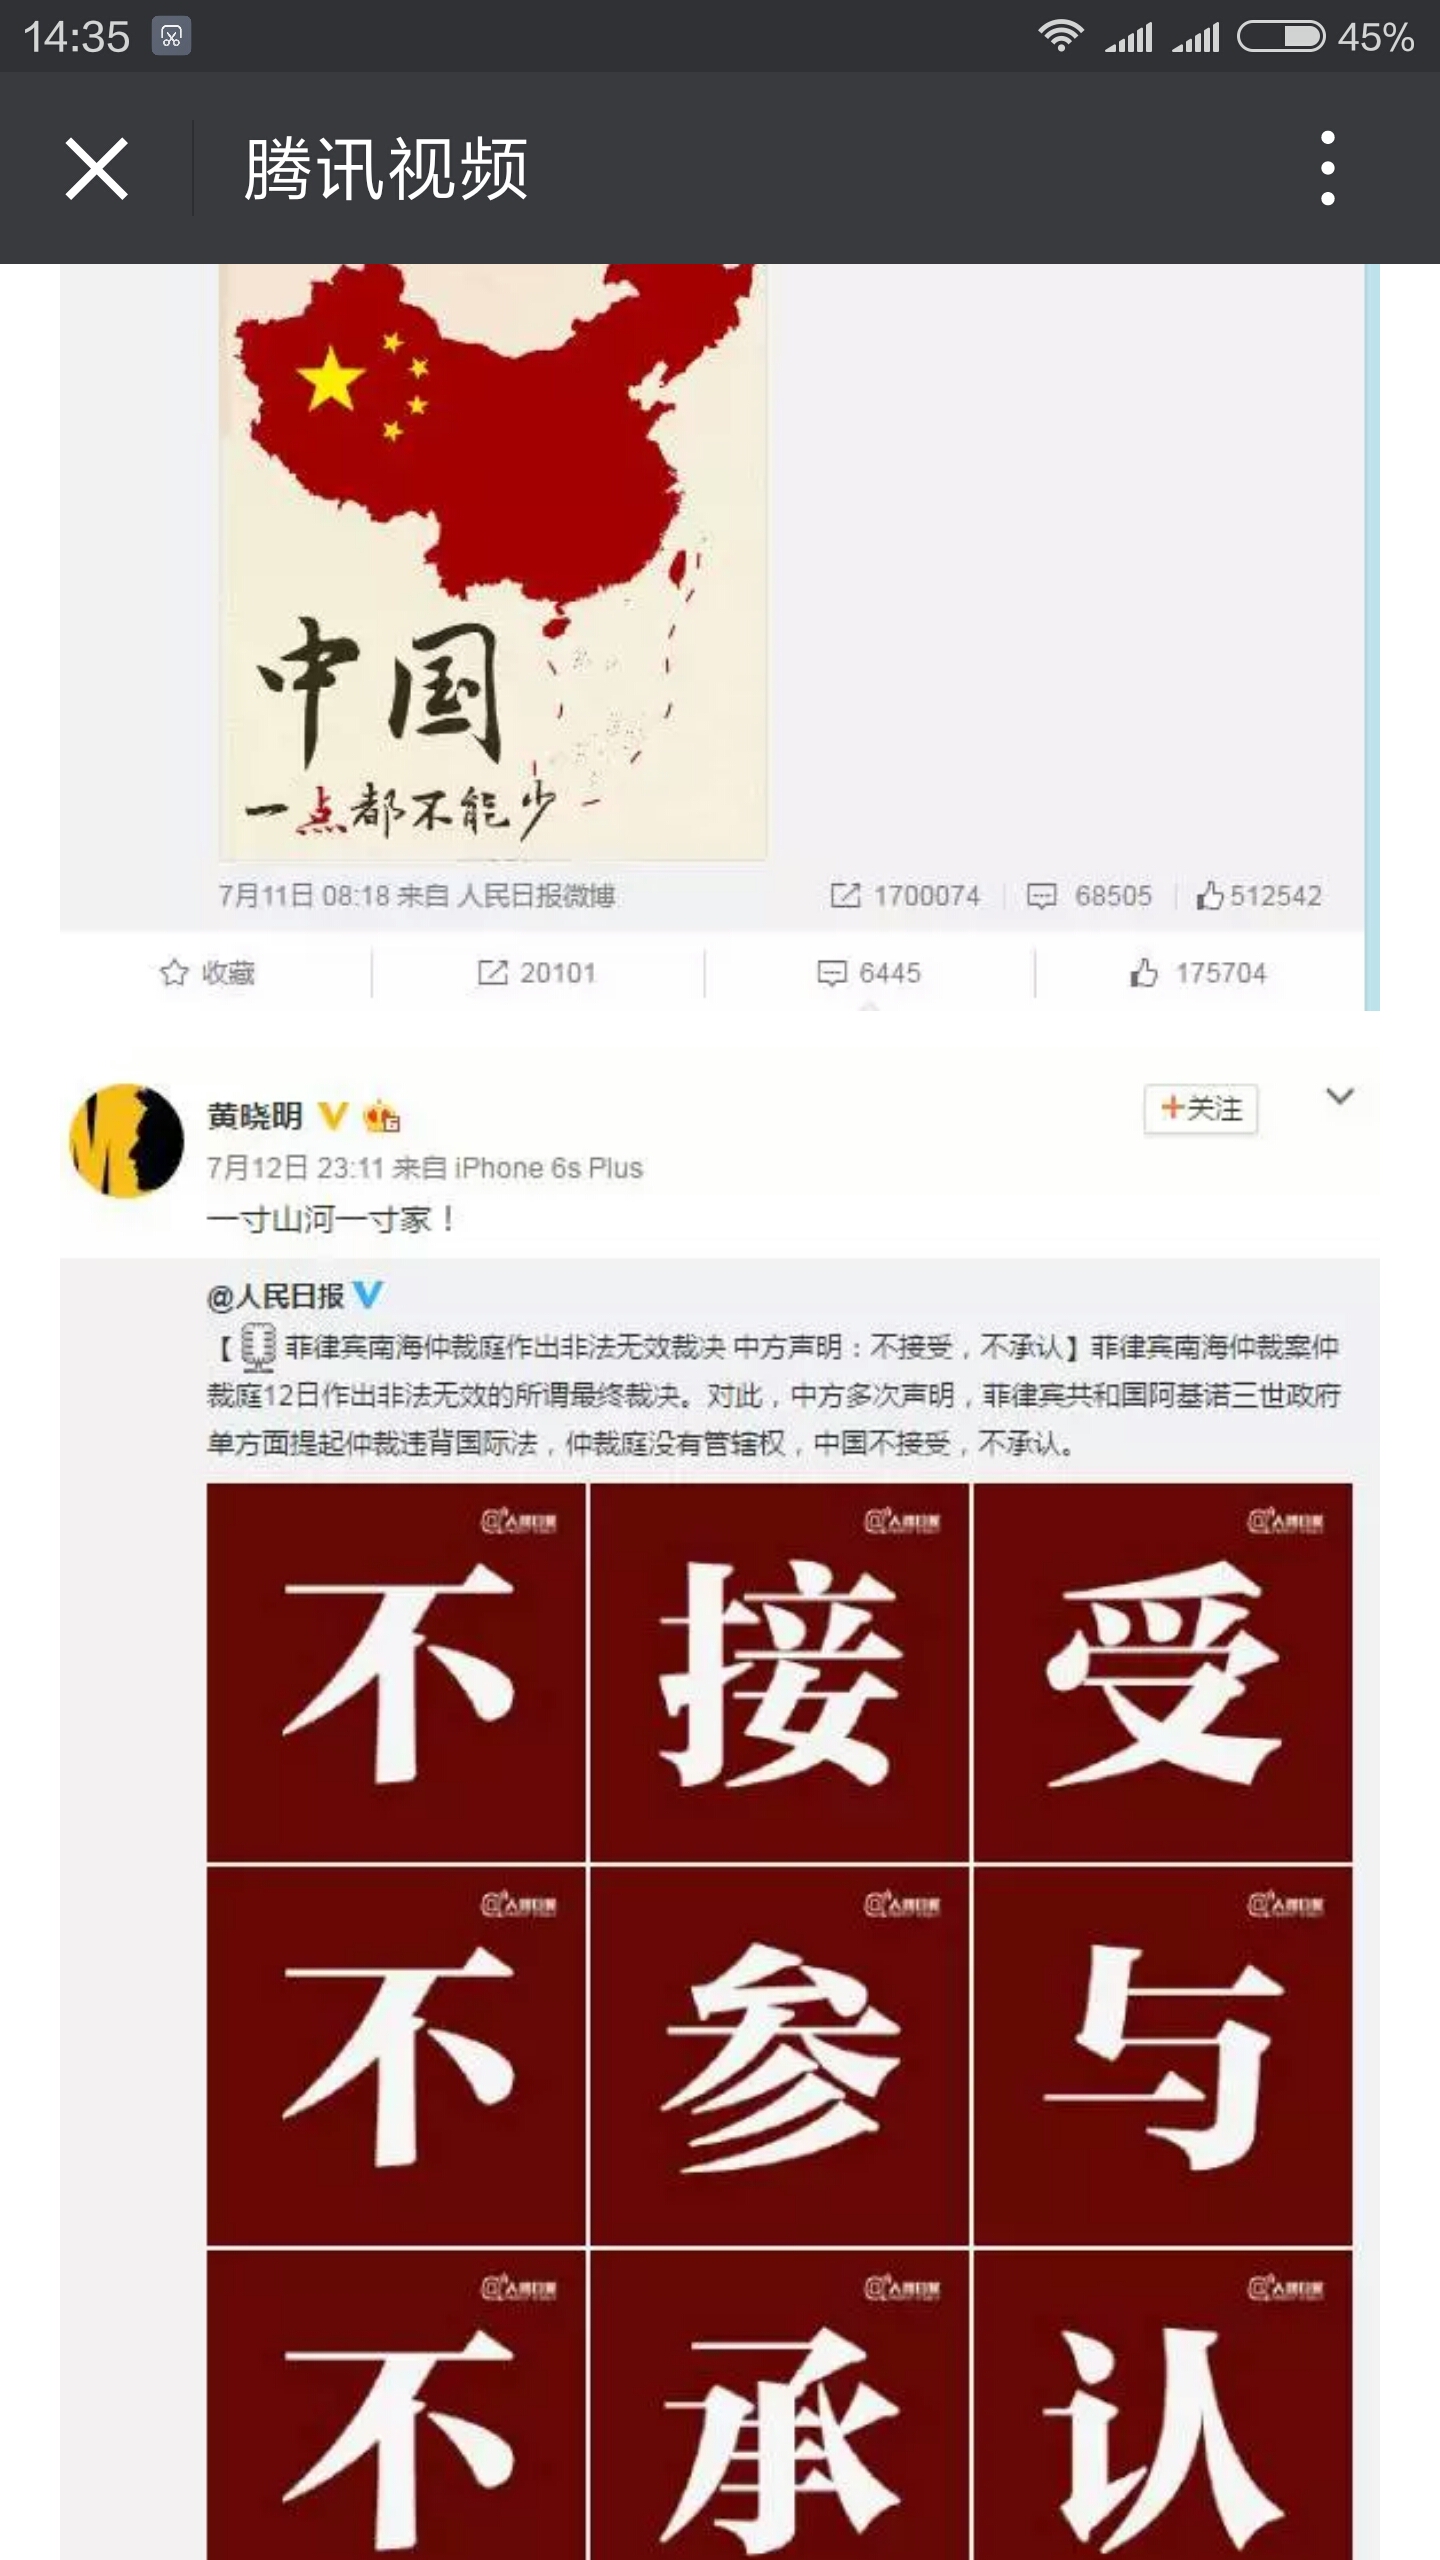 14:35
45%
腾讯视频
中国
一点都不能少
7月11日 08:18 来自 人民日报微博
1700074
68505
512542
收藏
20101
6445
175704
黄晓明
+关注
7月12日 23:11 来自 iPhone 6s Plus
一寸山河一寸家！
@人民日报
【菲律宾南海仲裁庭作出非法无效裁决 中方声明：不接受，不承认】菲律宾南海仲裁案仲
裁庭12日作出非法无效的所谓最终裁决。对此，中方多次声明，菲律宾共和国阿基诺三世政府
单方面提起仲裁违背国际法，仲裁庭没有管辖权，中国不接受，不承认。
@人民日报 @人民日报 @人民日报
不接受
@人民日报 @人民日报 @人民日报
不参与
@人民日报 @人民日报 @人民日报
不承认